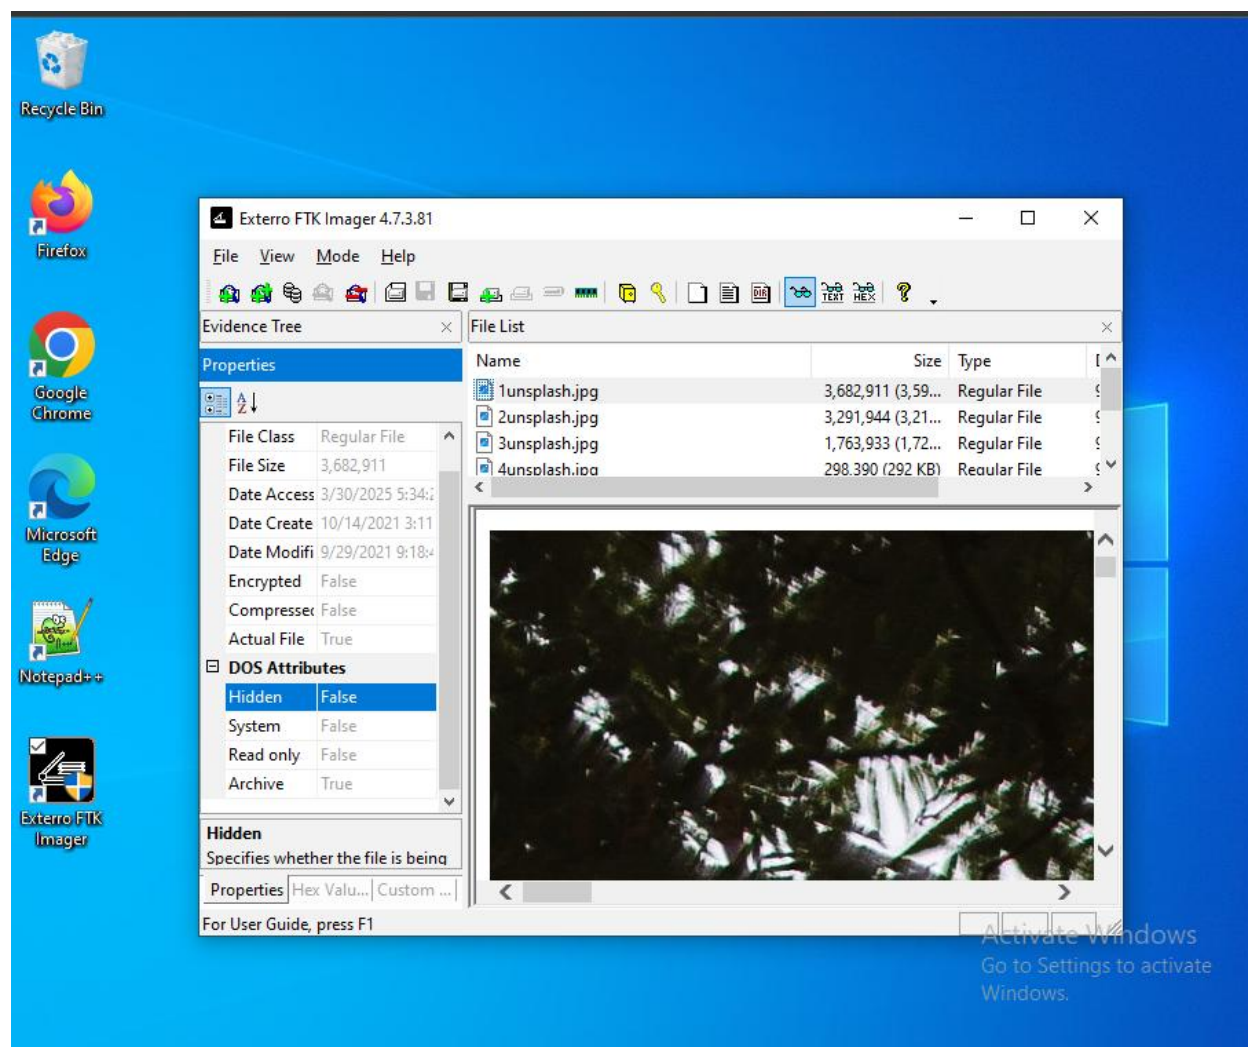 Recycle Bin
Firefox
Google
Chrome
Microsoft
Edge
Notepad++
Exterro FTK
Imager
Exterro FTK Imager 4.7.3.81
File View Mode Help
TEXT HEX
DIR
Evidence Tree
Properties
File Class Regular File
File Size 3,682,911
Date Access 3/30/2025 5:34:2
Date Create 10/14/2021 3:11
Date Modifi 9/29/2021 9:18:4
Encrypted False
Compressed False
Actual File True
DOS Attributes
Hidden False
System False
Read only False
Archive True
Hidden
Specifies whether the file is being
Properties Hex Valu... Custom ...
File List
Name Size Type
1unsplash.jpg 3,682,911 (3,59... Regular File
2unsplash.jpg 3,291,944 (3,21... Regular File
3unsplash.jpg 1,763,933 (1,72... Regular File
4unsplash.jpg 298,390 (292 KB) Regular File
For User Guide, press F1
Activate Windows
Go to Settings to activate
Windows.